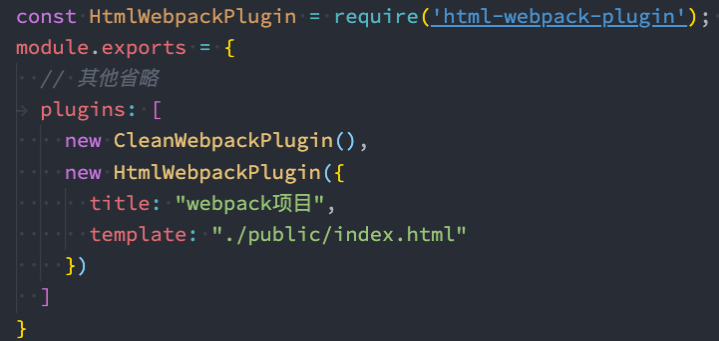 const HtmlWebpackPlugin = require('html-webpack-plugin');
module.exports = {
  // 其他省略
  plugins: [
    new CleanWebpackPlugin(),
    new HtmlWebpackPlugin({
      title: "webpack项目",
      template: "./public/index.html"
    })
  ]
}